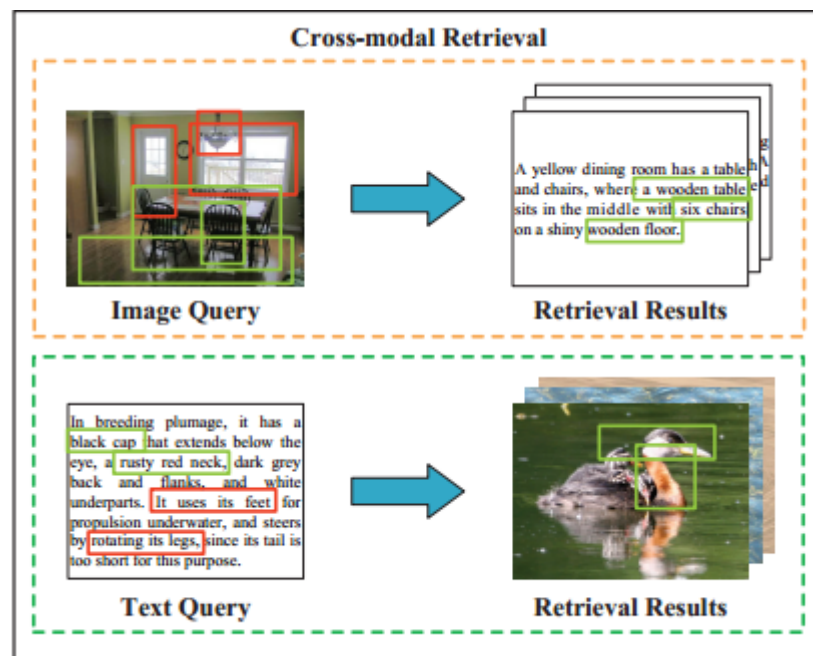 Cross-modal Retrieval
A yellow dining room has a table
and chairs, where a wooden table
sits in the middle with six chairs
on a shiny wooden floor.
Image Query
Retrieval Results
In breeding plumage, it has a
black cap that extends below the
eye, a rusty red neck, dark grey
back and flanks, and white
underparts. It uses its feet for
propulsion underwater, and steers
by rotating its legs, since its tail is
too short for this purpose.
Text Query
Retrieval Results